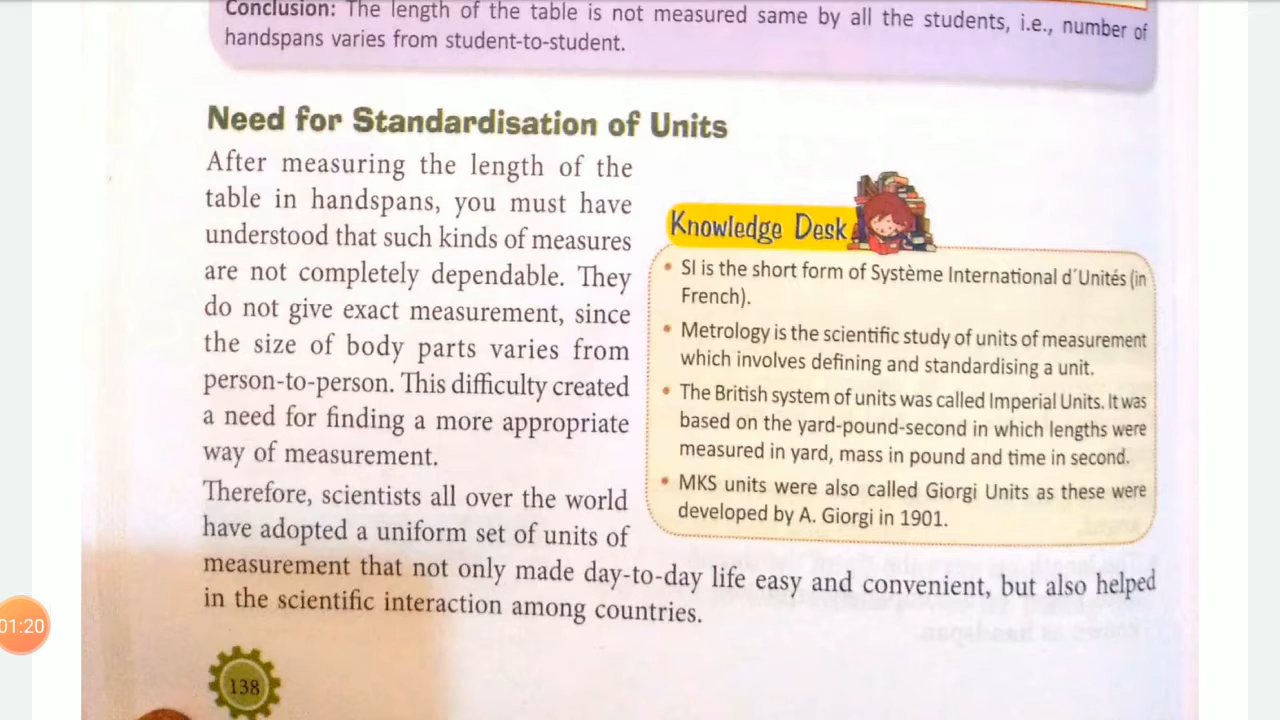 Conclusion: The length of the table is not measured same by all the students, i.e., number of
handspans varies from student-to-student.
Need for Standardisation of Units
After measuring the length of the
table in handspans, you must have
understood that such kinds of measures
are not completely dependable. They
do not give exact measurement, since
the size of body parts varies from
person-to-person. This difficulty created
a need for finding a more appropriate
way of measurement.
Therefore, scientists all over the world
have adopted a uniform set of units of
measurement that not only made day-to-day life easy and convenient, but also helped
in the scientific interaction among countries.
Knowledge Desk
• SI is the short form of Système International d´Unités (in
French).
• Metrology is the scientific study of units of measurement
which involves defining and standardising a unit.
• The British system of units was called Imperial Units. It was
based on the yard-pound-second in which lengths were
measured in yard, mass in pound and time in second.
• MKS units were also called Giorgi Units as these were
developed by A. Giorgi in 1901.
138
01:20